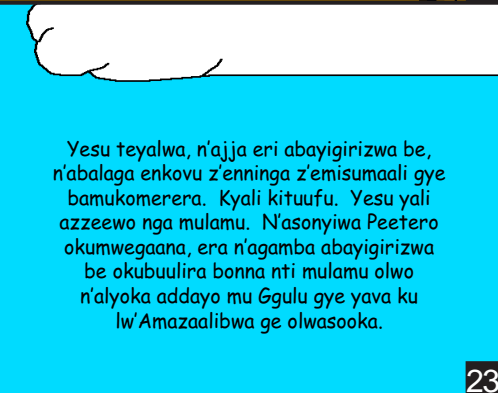 Yesu teyalwa, n'ajja eri abayigirizwa be,
n'abalaga enkovu z'enninga z'emisumaali gye
bamukomerera.  Kyali kituufu.  Yesu yali
azzeewo nga mulamu.  N'asonyiwa Peetero
okumwegaana, era n'agamba abayigirizwa
be okubuulira bonna nti mulamu olwo
n'alyoka addayo mu Ggulu gye yava ku
lw'Amazaalibwa ge olwasooka.
23